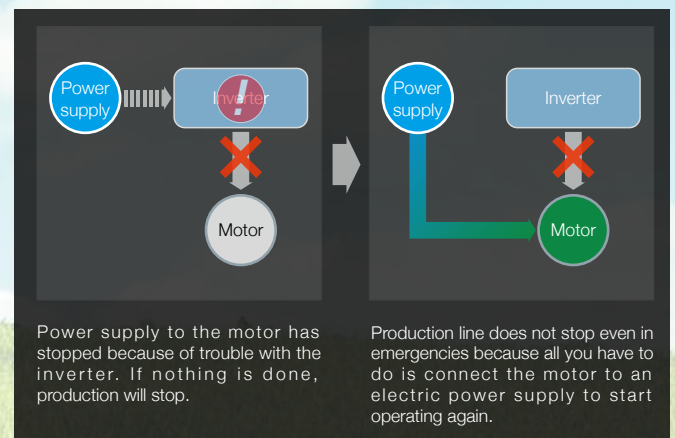 Power
supply
Inverter
!
Motor
Power supply to the motor has
stopped because of trouble with the
inverter. If nothing is done,
production will stop.
Power
supply
Inverter
Motor
Production line does not stop even in
emergencies because all you have to
do is connect the motor to an
electric power supply to start
operating again.